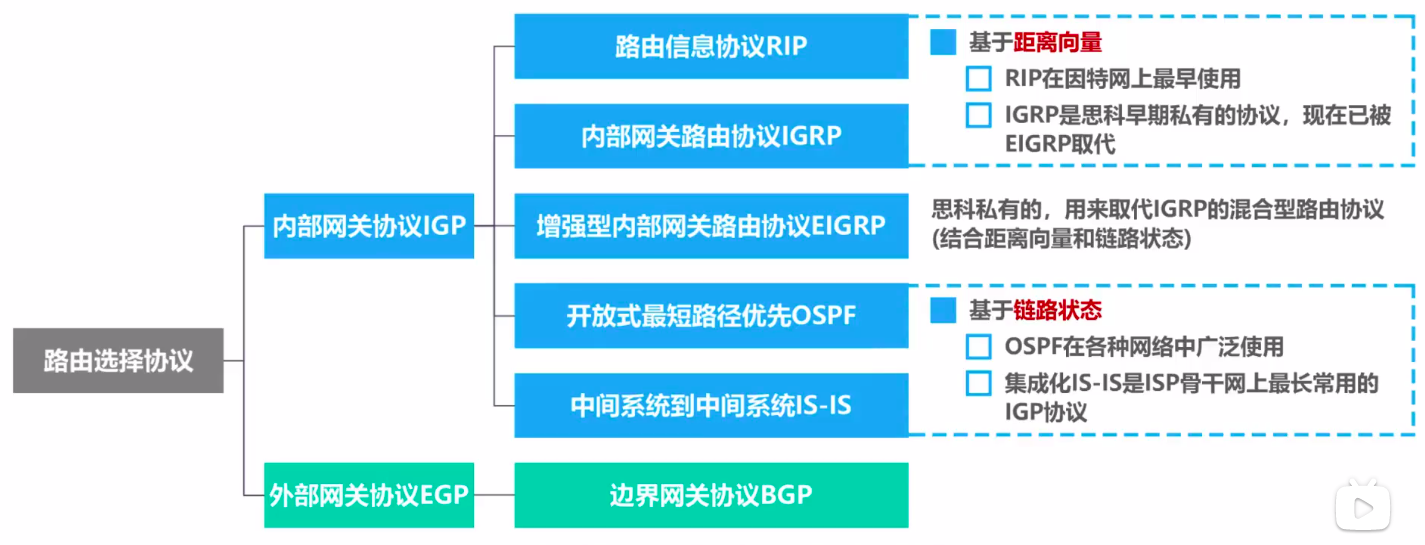 路由选择协议
内部网关协议IGP
路由信息协议RIP
内部网关路由协议IGRP
基于距离向量
RIP在因特网上最早使用
IGRP是思科早期私有的协议，现在已被
EIGRP取代
增强型内部网关路由协议EIGRP
思科私有的，用来取代IGRP的混合型路由协议
(结合距离向量和链路状态)
开放式最短路径优先OSPF
中间系统到中间系统IS-IS
基于链路状态
OSPF在各种网络中广泛使用
集成化IS-IS是ISP骨干网上最长常用的
IGP协议
外部网关协议EGP
边界网关协议BGP